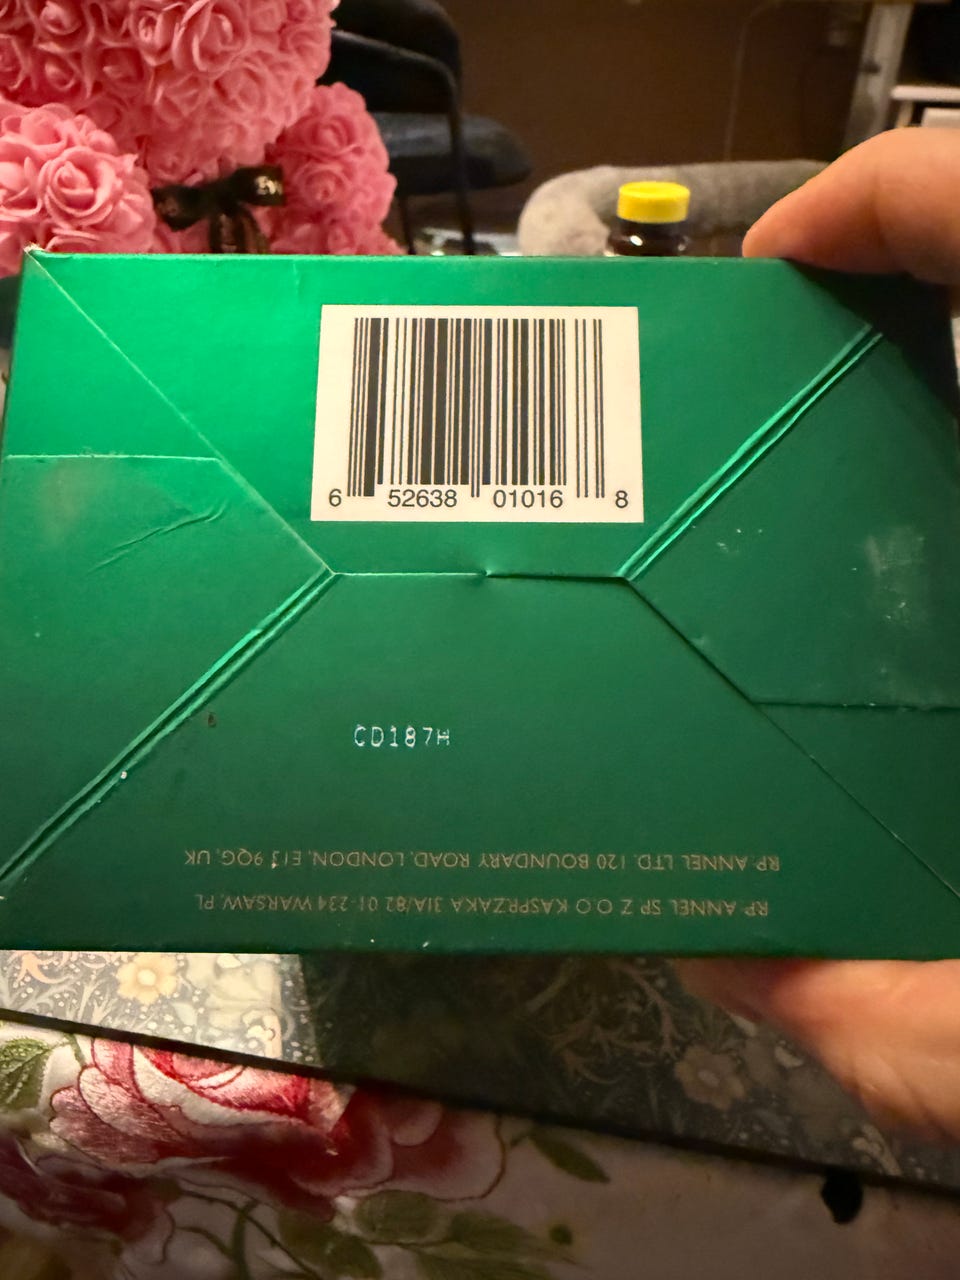 6 52638 01016 8
CD187H
RP ANNEL LTD. 120 BOUNDARY ROAD, LONDON, E13 9QG, UK
RP ANNEL SP. Z O.O KASPRZAKA 31A/82 01-234 WARSAW, PL